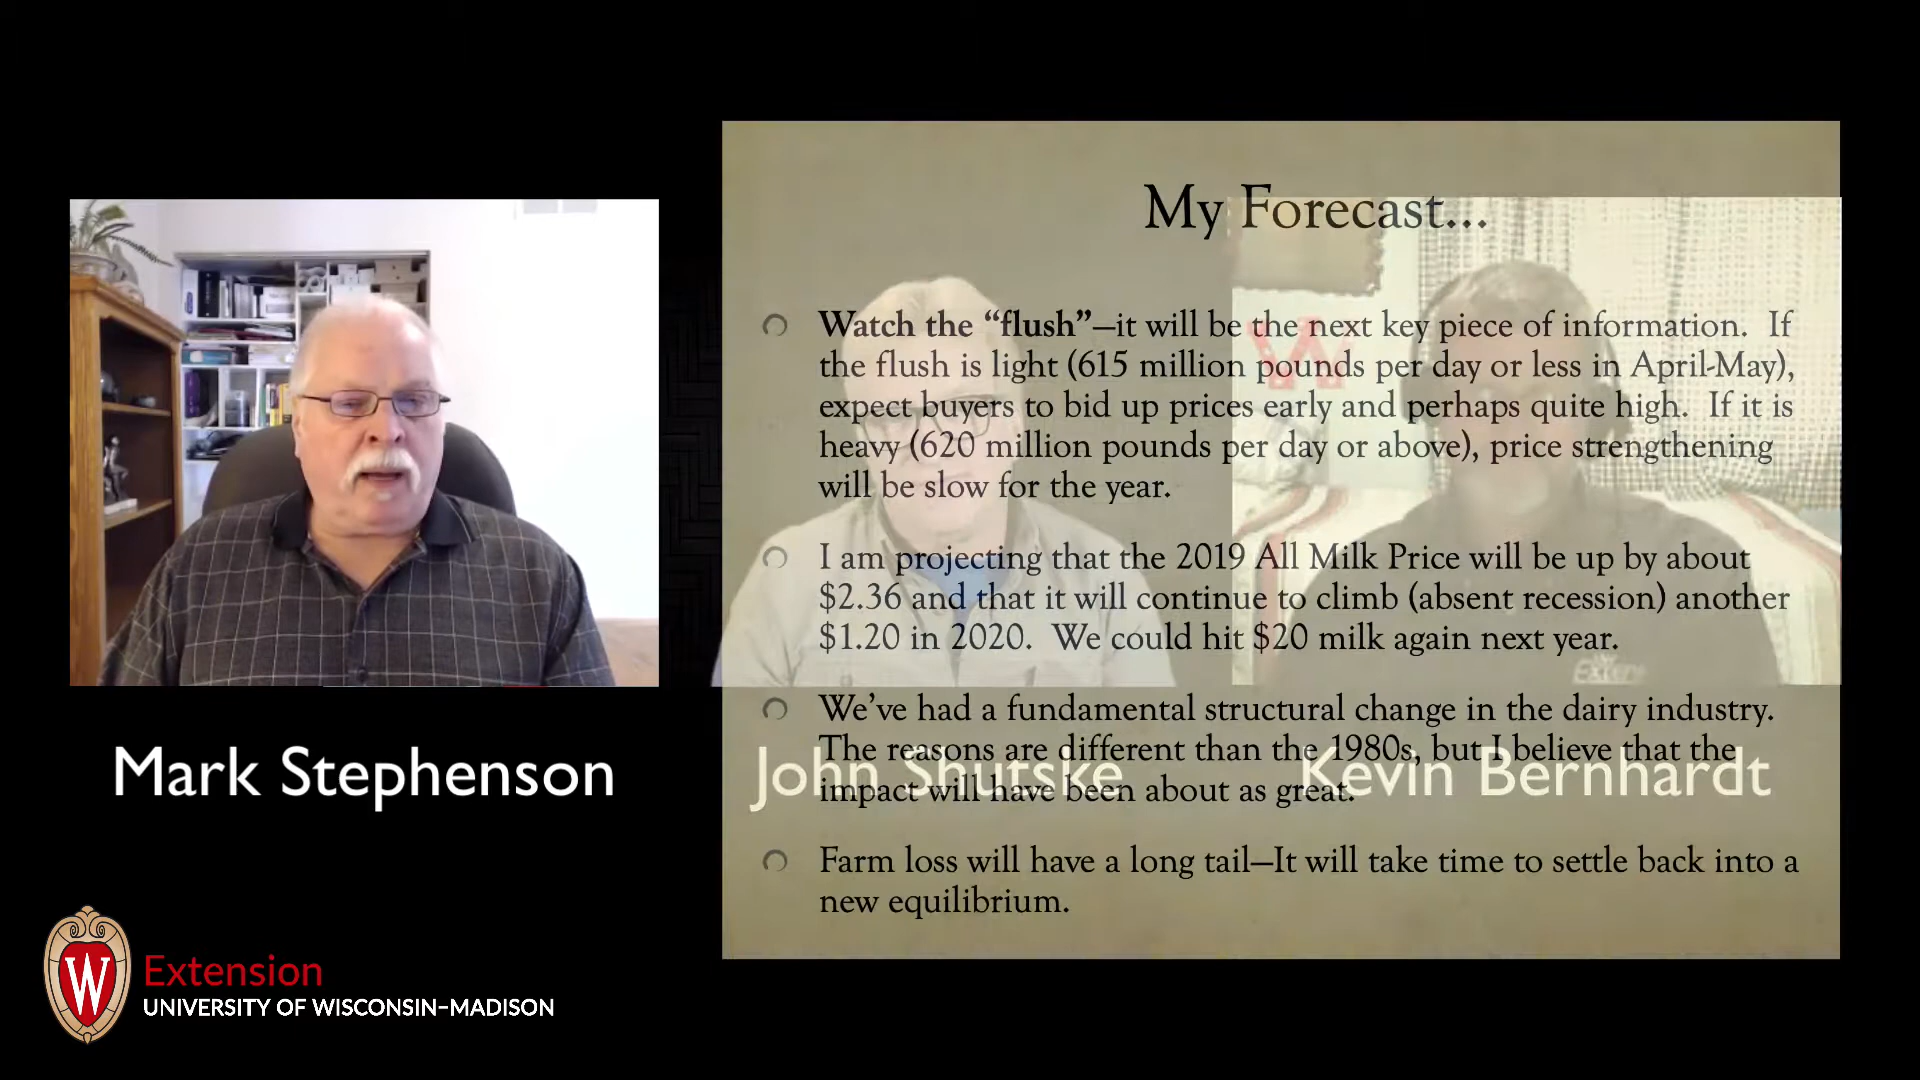 My Forecast...
Watch the “flush”—it will be the next key piece of information. If
the flush is light (615 million pounds per day or less in April-May),
expect buyers to bid up prices early and perhaps quite high. If it is
heavy (620 million pounds per day or above), price strengthening
will be slow for the year.
I am projecting that the 2019 All Milk Price will be up by about
$2.36 and that it will continue to climb (absent recession) another
$1.20 in 2020. We could hit $20 milk again next year.
We’ve had a fundamental structural change in the dairy industry.
The reasons are different than the 1980s, but I believe that the
impact will have been about as great.
Farm loss will have a long tail—It will take time to settle back into a
new equilibrium.
Mark Stephenson
John Shutske
Kevin Bernhardt
W
Extension
UNIVERSITY OF WISCONSIN–MADISON
W